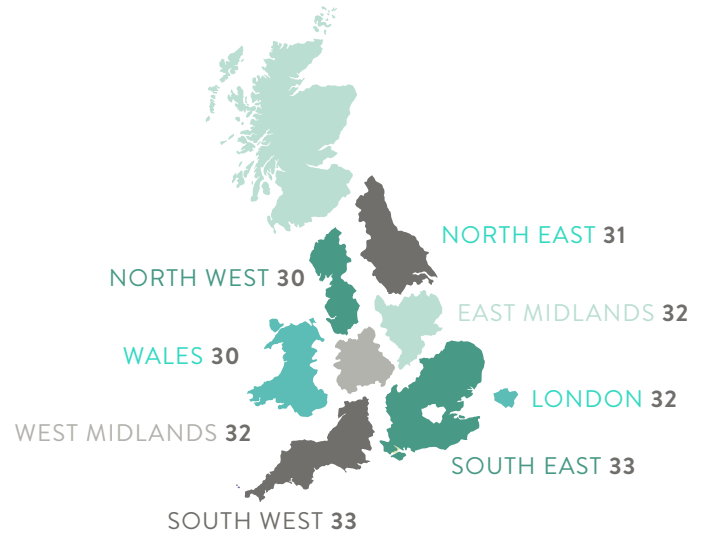 NORTH EAST 31
NORTH WEST 30
EAST MIDLANDS 32
WALES 30
LONDON 32
WEST MIDLANDS 32
SOUTH EAST 33
SOUTH WEST 33